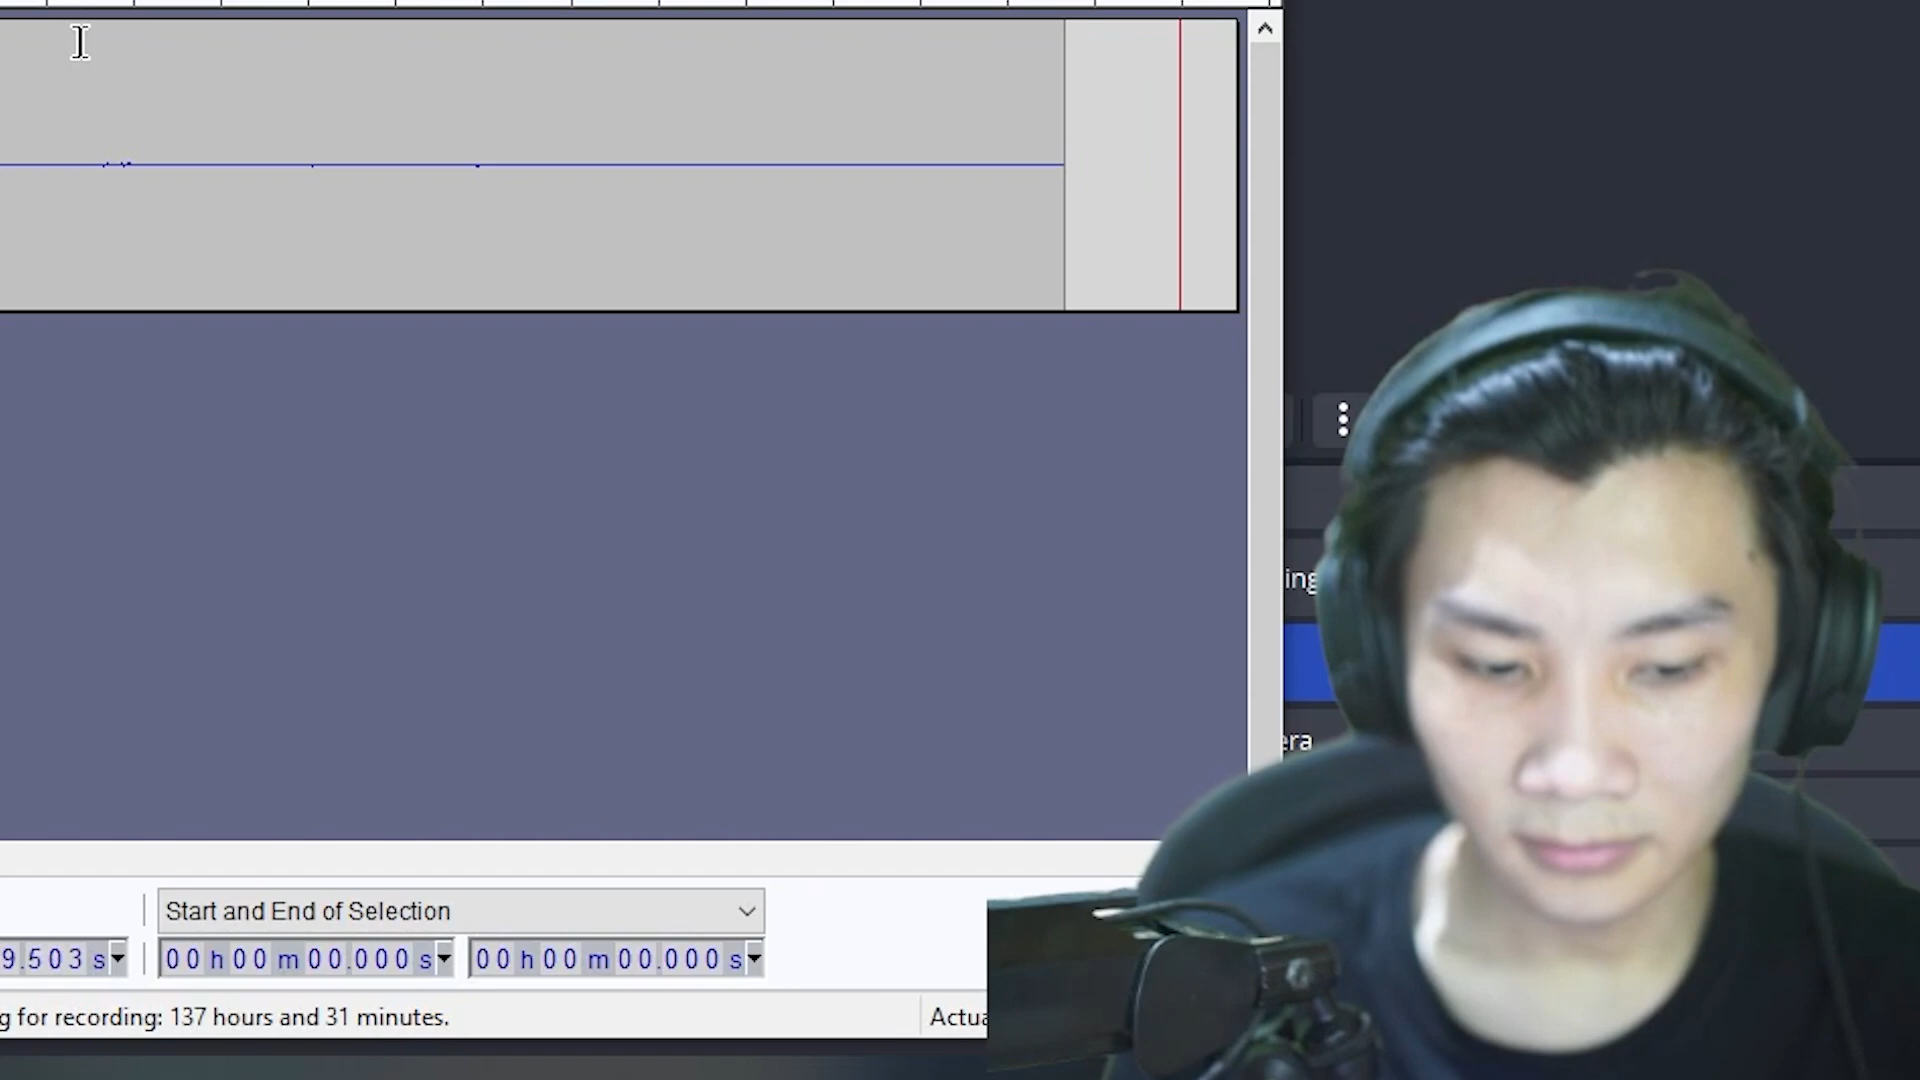 ing
era
Start and End of Selection
9.503 s
00 h 00 m 00.000 s
00 h 00 m 00.000 s
g for recording: 137 hours and 31 minutes.
Actua